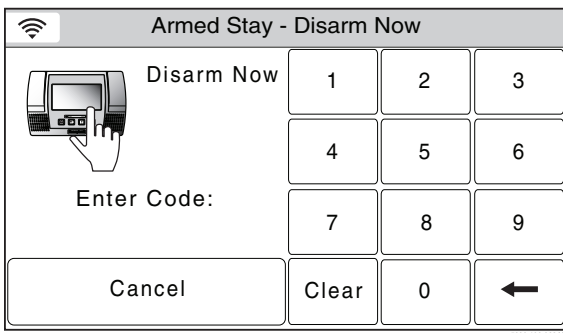 Armed Stay - Disarm Now
Disarm Now
1 2 3
4 5 6
Enter Code:
7 8 9
Cancel Clear 0